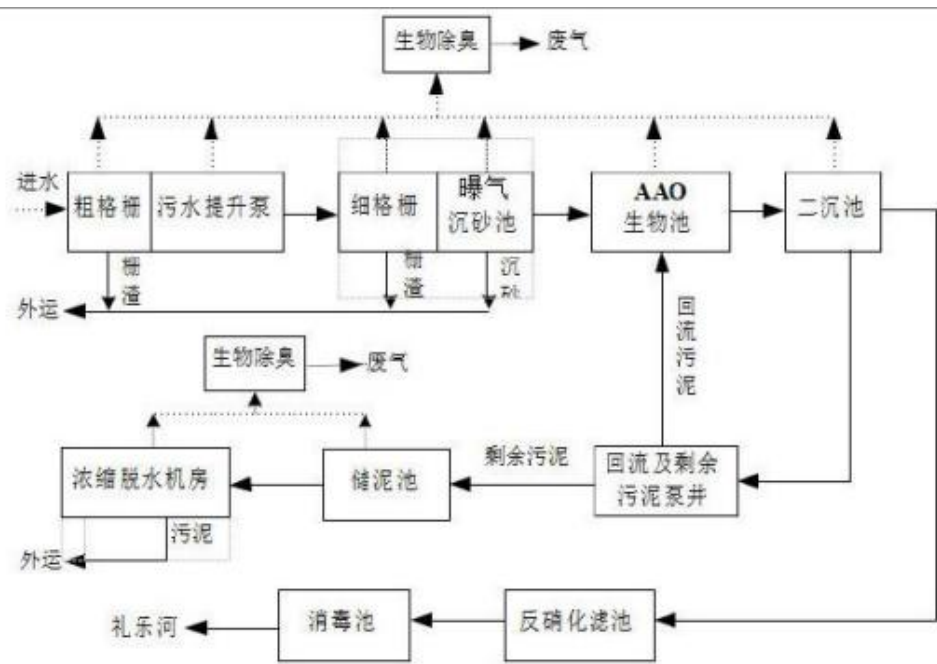 生物除臭
废气
进水
粗格栅
污水提升泵
细格栅
曝气
沉砂池
AAO
生物池
二沉池
栅渣
栅渣
沉砂
外运
回流污泥
生物除臭
废气
浓缩脱水机房
储泥池
剩余污泥
回流及剩余
污泥泵井
污泥
外运
礼乐河
消毒池
反硝化滤池